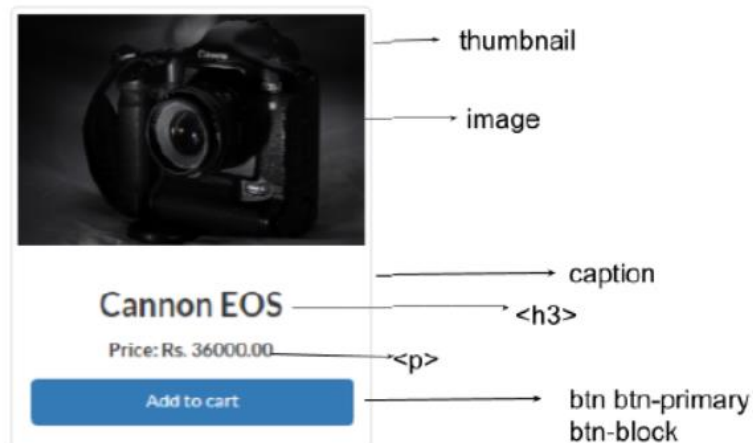 thumbnail
image
caption
Cannon EOS
<h3>
Price: Rs. 36000.00
<p>
Add to cart
btn btn-primary
btn-block